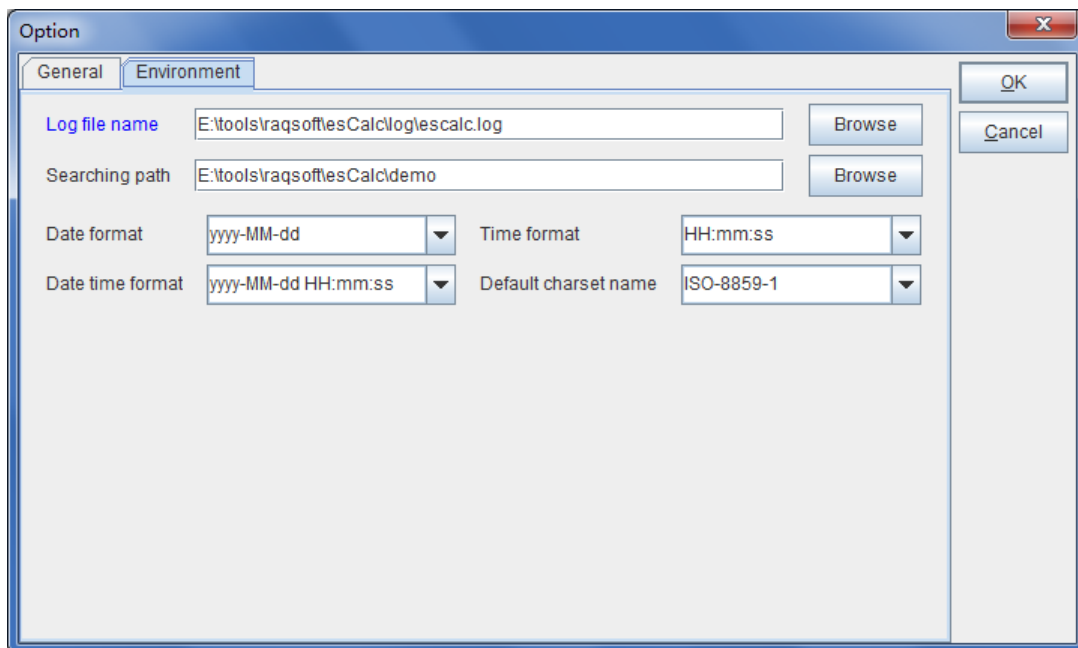 Option
x
General Environment
OK
Log file name E:\tools\raqsoft\esCalc\log\escalc.log Browse
Cancel
Searching path E:\tools\raqsoft\esCalc\demo Browse
Date format yyyy-MM-dd Time format HH:mm:ss
Date time format yyyy-MM-dd HH:mm:ss Default charset name ISO-8859-1